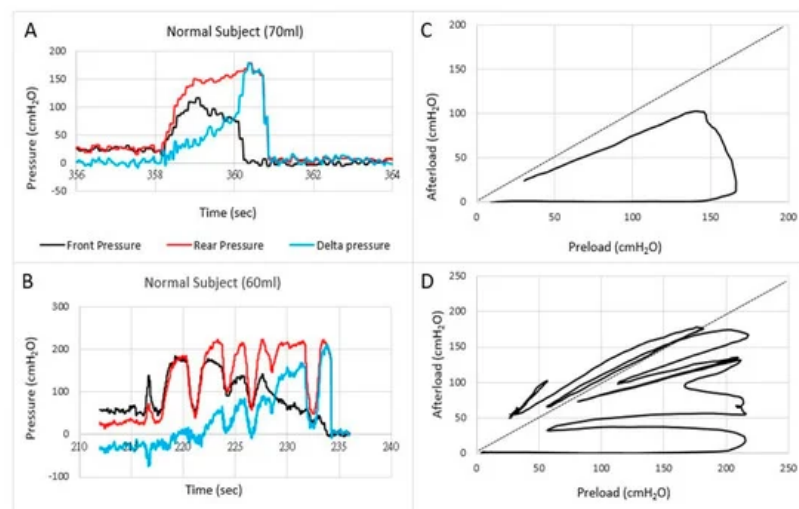 A
Normal Subject (70ml)
200
150
100
50
0
-50
356
358
360
362
364
Pressure (cmH2O)
Time (sec)
Front Pressure
Rear Pressure
Delta pressure
C
200
150
100
50
0
0
50
100
150
200
Afterload (cmH2O)
Preload (cmH2O)
B
Normal Subject (60ml)
300
200
100
0
-100
210
215
220
225
230
235
240
Pressure (cmH2O)
Time (sec)
D
250
200
150
100
50
0
0
50
100
150
200
250
Afterload (cmH2O)
Preload (cmH2O)